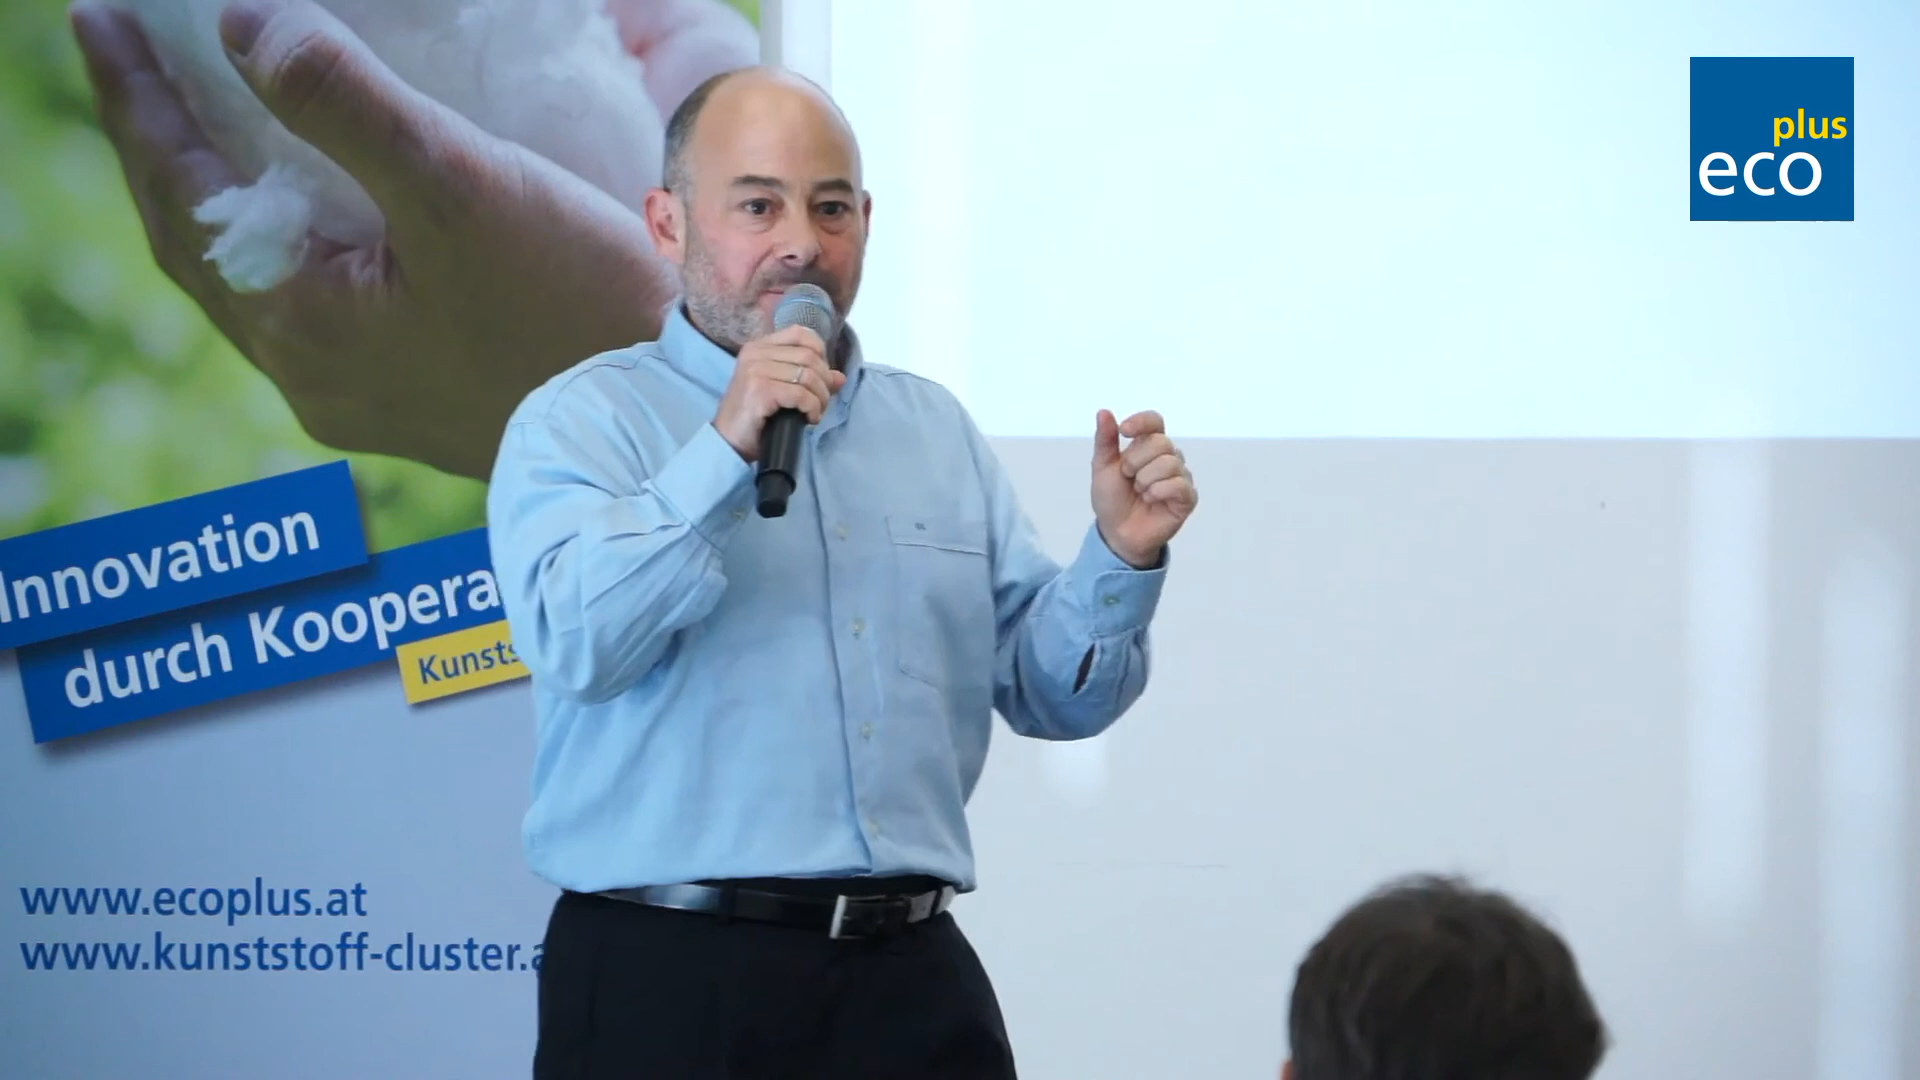 plus
eco
Innovation
durch Koopera
Kunsts
www.ecoplus.at
www.kunststoff-cluster.a